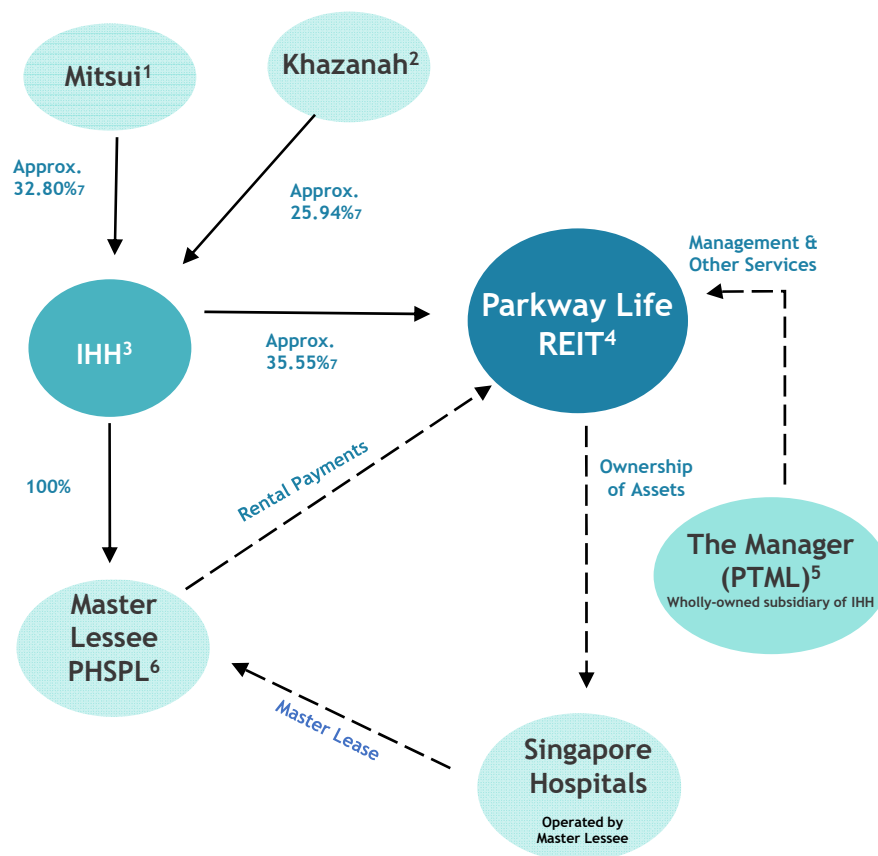 Mitsui1
Khazanah2
Approx.
32.80%7
Approx.
25.94%7
Management &
Other Services
Parkway Life
REIT4
IHH3
Approx.
35.55%7
Rental Payments
Ownership
of Assets
100%
The Manager
(PTML)5
Wholly-owned subsidiary of IHH
Master
Lessee
PHSPL6
Master Lease
Singapore
Hospitals
Operated by
Master Lessee